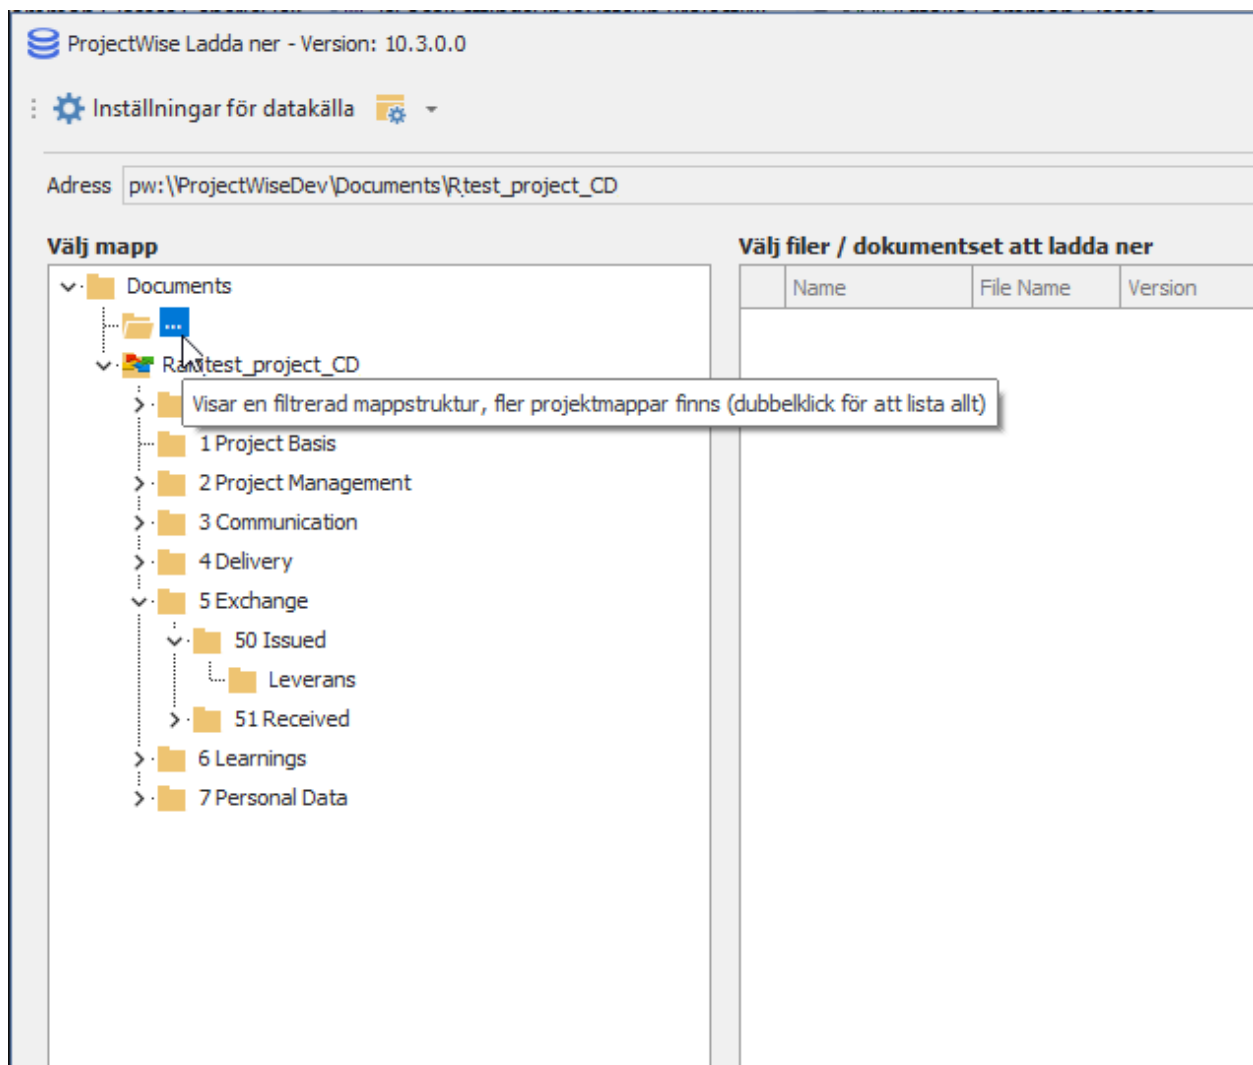 ProjectWise Ladda ner - Version: 10.3.0.0
Inställningar för datakälla
Adress pw:\\ProjectWiseDev\Documents\Rtest_project_CD
Välj mapp
Välj filer / dokumentset att ladda ner
Name File Name Version
Documents
...
test_project_CD
Visar en filtrerad mappstruktur, fler projektmappar finns (dubbelklick för att lista allt)
1 Project Basis
2 Project Management
3 Communication
4 Delivery
5 Exchange
50 Issued
Leverans
51 Received
6 Learnings
7 Personal Data